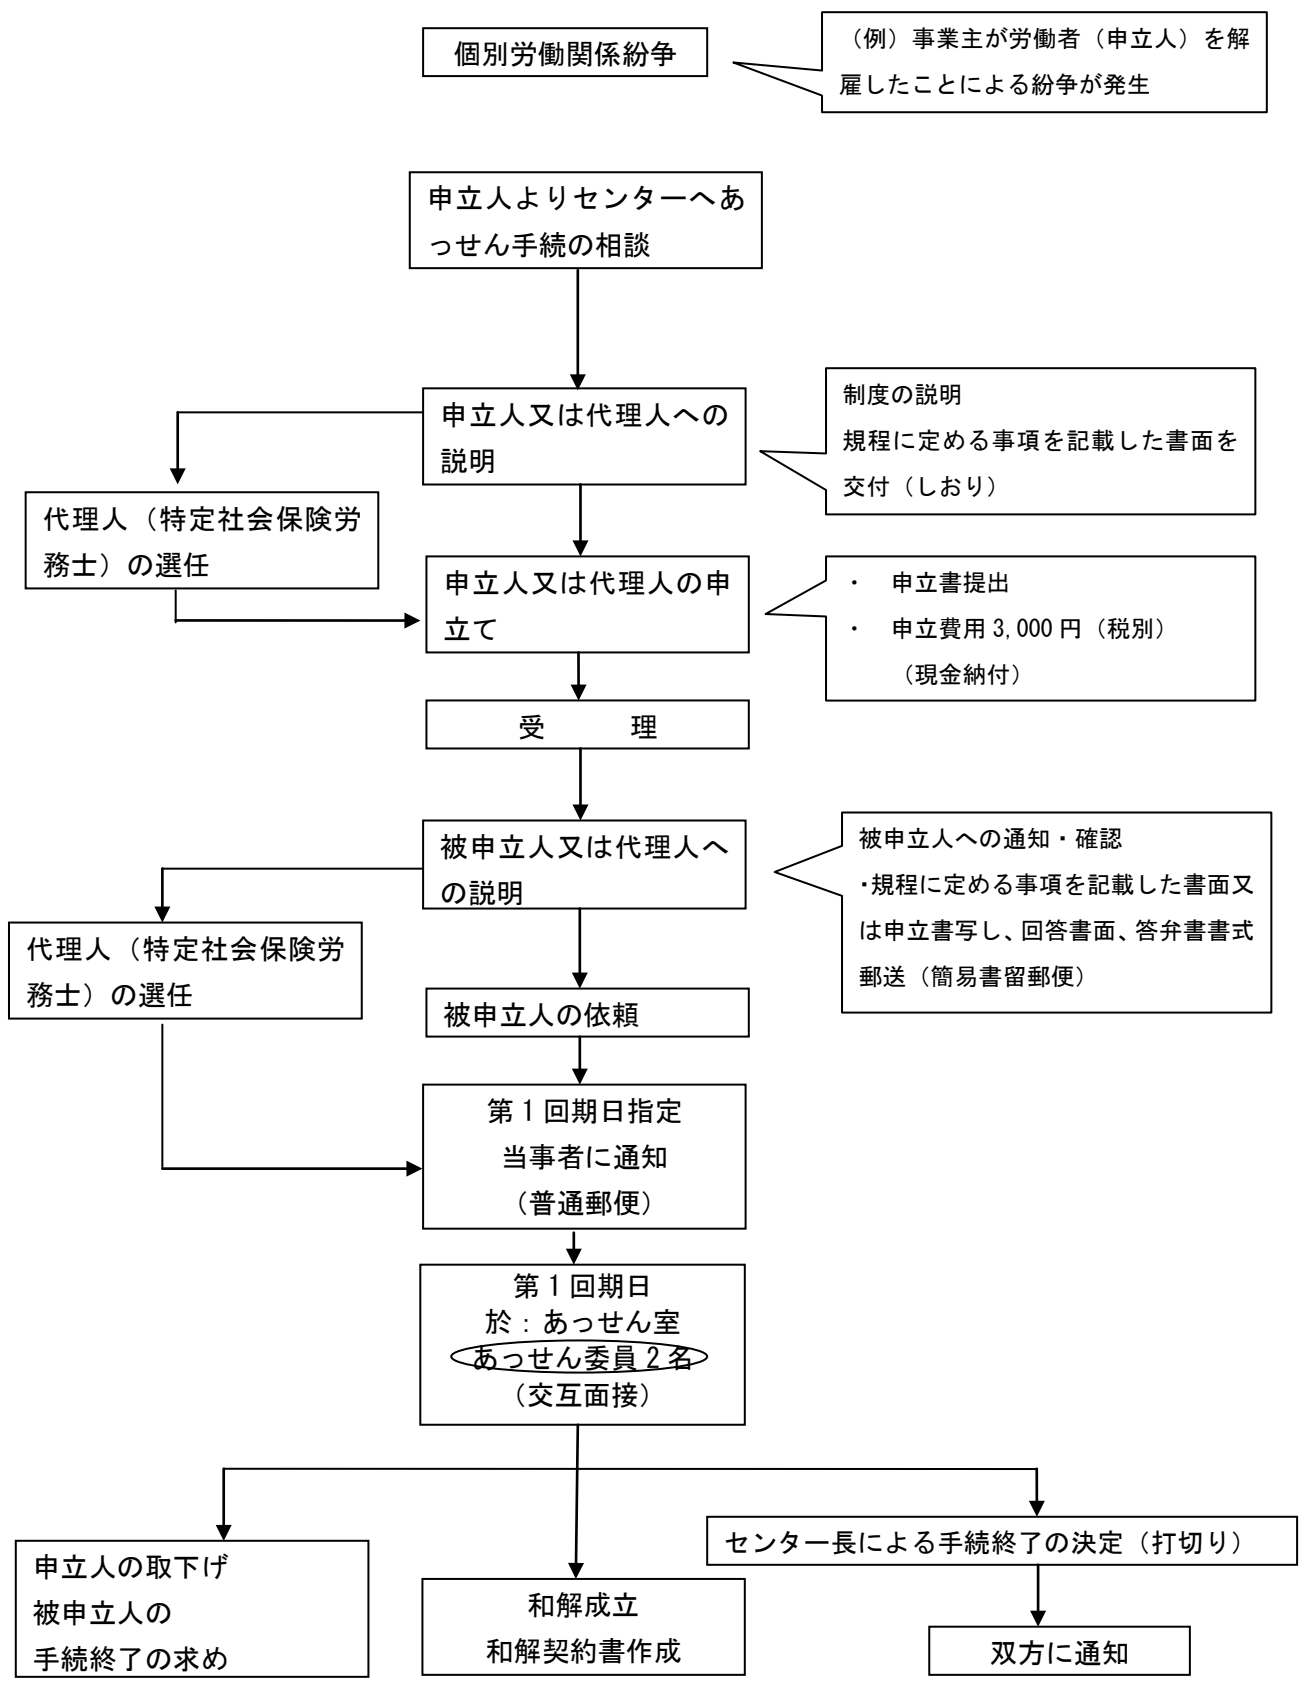 個別労働関係紛争
（例）事業主が労働者（申立人）を解
雇したことによる紛争が発生
申立人よりセンターへあ
っせん手続の相談
申立人又は代理人への
説明
制度の説明
規程に定める事項を記載した書面を
交付（しおり）
代理人（特定社会保険労
務士）の選任
申立人又は代理人の申
立て
・　申立書提出
・　申立費用3,000円（税別）
（現金納付）
受　　理
被申立人又は代理人へ
の説明
被申立人への通知・確認
・規程に定める事項を記載した書面又
は申立書写し、回答書面、答弁書書式
郵送（簡易書留郵便）
代理人（特定社会保険労
務士）の選任
被申立人の依頼
第1回期日指定
当事者に通知
（普通郵便）
第1回期日
於：あっせん室
あっせん委員2名
（交互面接）
申立人の取下げ
被申立人の
手続終了の求め
和解成立
和解契約書作成
センター長による手続終了の決定（打切り）
双方に通知